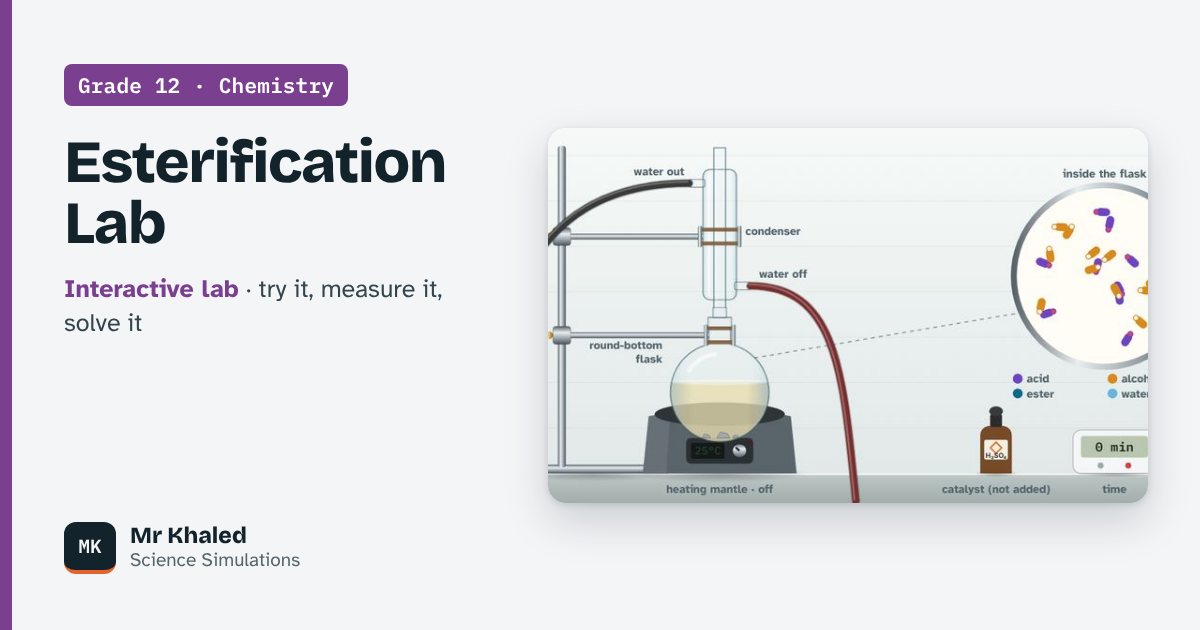 Grade 12 · Chemistry
Esterification
Lab
Interactive lab · try it, measure it,
solve it
MK
Mr Khaled
Science Simulations
water out
inside the flask
condenser
water off
round-bottom
flask
acid
alcoh
ester
water
H₂SO₄
25°C
0 min
heating mantle · off
catalyst (not added)
time